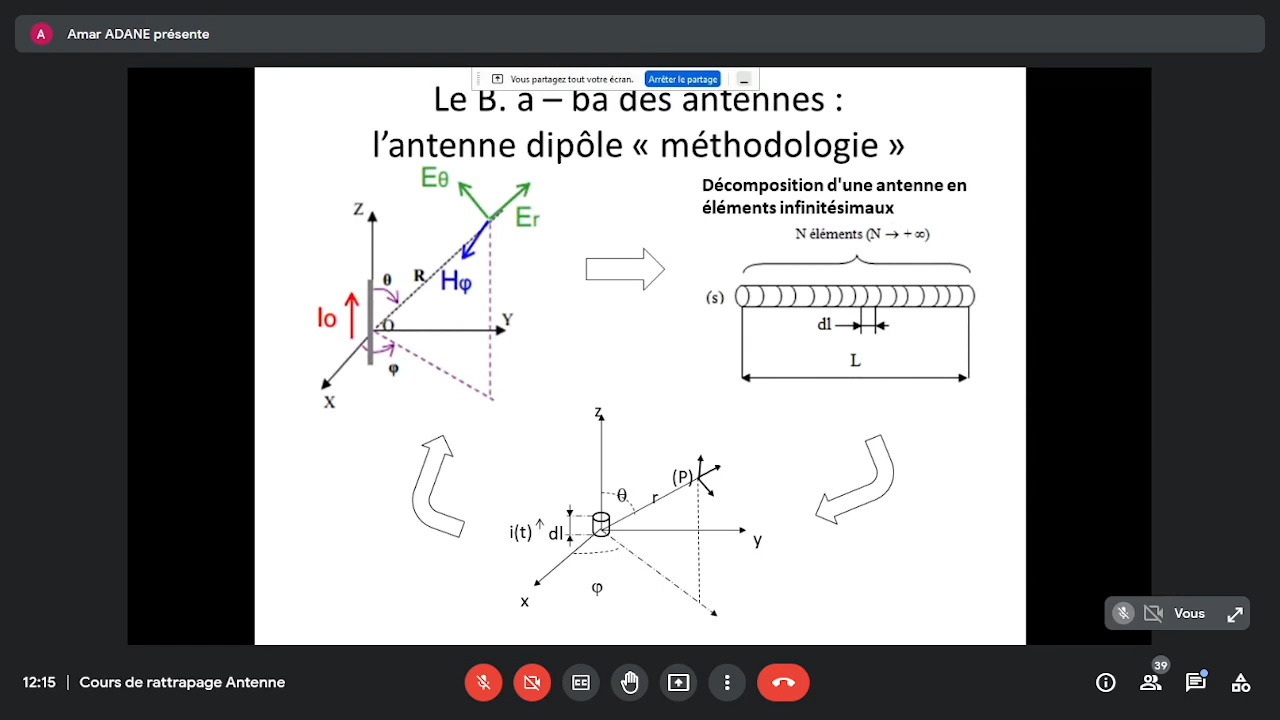 A
Amar ADANE présente
Vous partagez tout votre écran.
Arrêter le partage
Le B. a – ba des antennes :
l'antenne dipôle « méthodologie »
Eθ
Er
Z
θ
R
Hφ
Io
O
Y
φ
X
Décomposition d'une antenne en
éléments infinitésimaux
N éléments (N → + ∞)
(s)
dl
L
z
(P)
θ
r
i(t)
dl
y
φ
x
Vous
39
12:15 | Cours de rattrapage Antenne